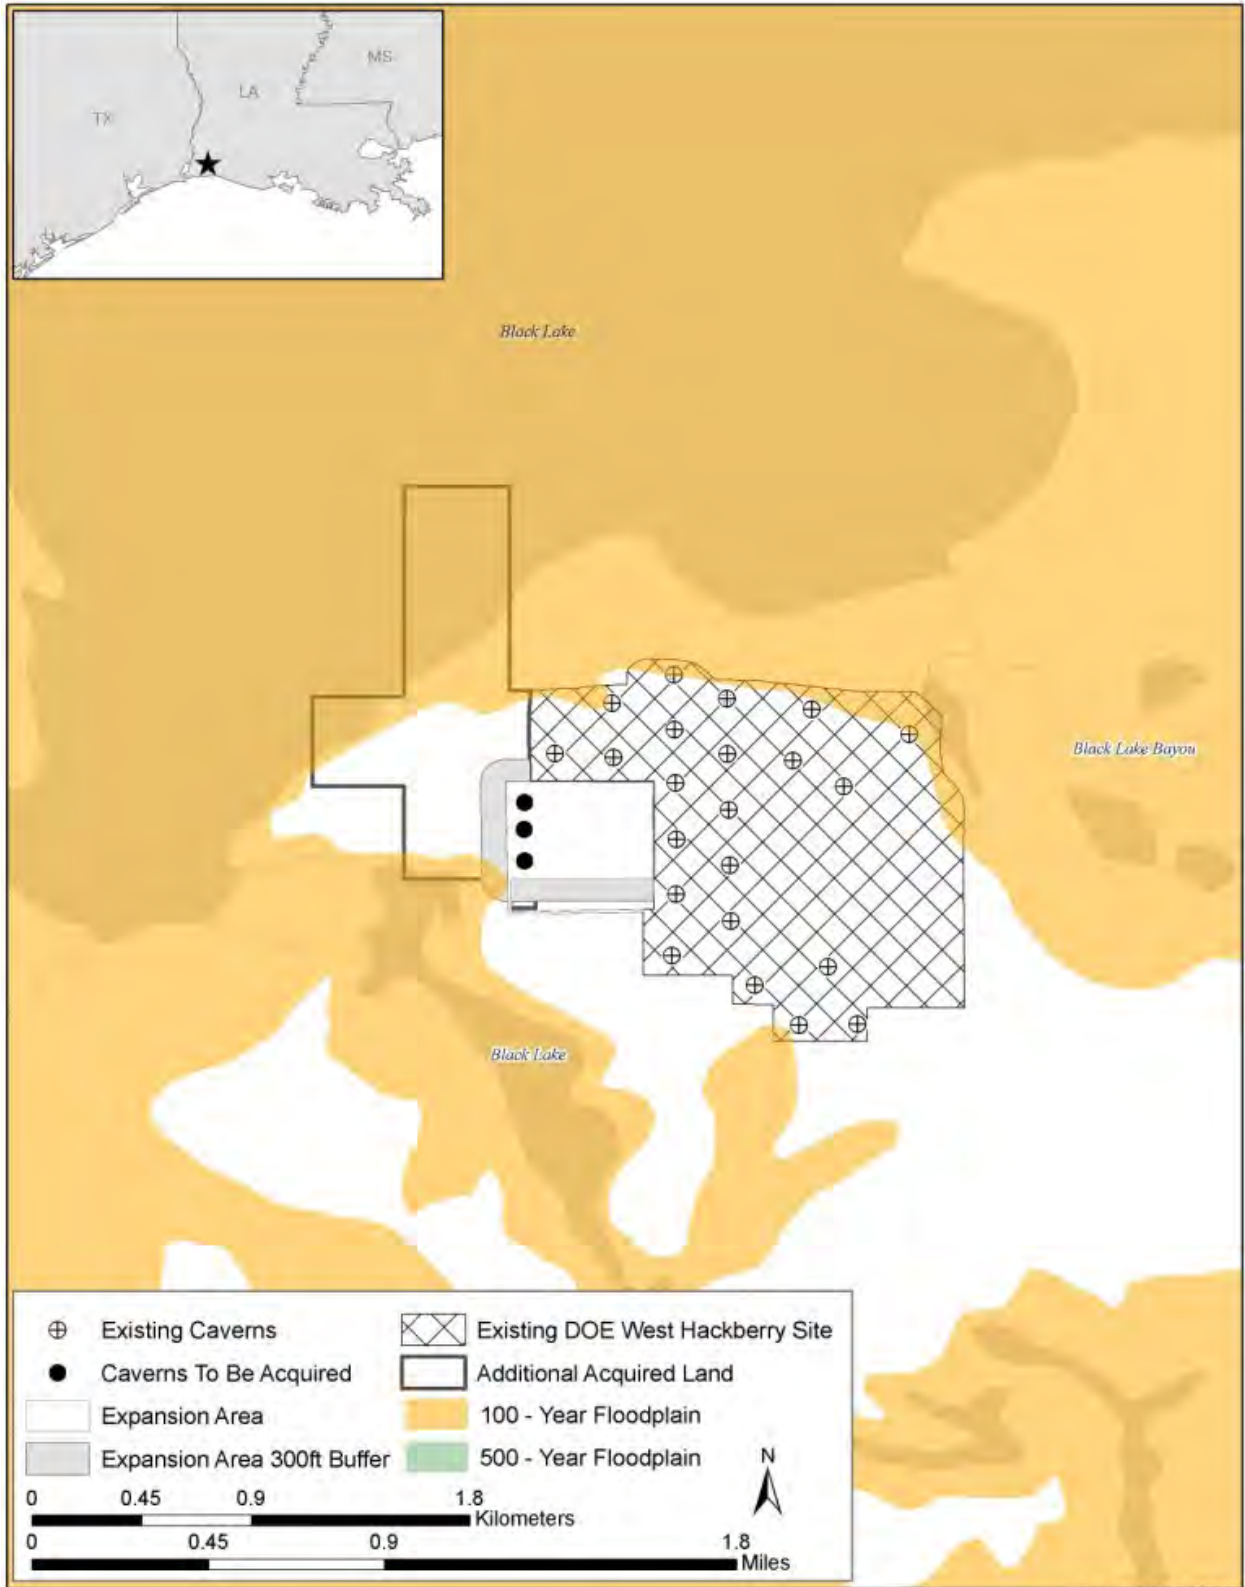 MS
LA
TX
Black Lake
Black Lake Bayou
Black Lake
Existing Caverns
Existing DOE West Hackberry Site
Caverns To Be Acquired
Additional Acquired Land
Expansion Area
100 - Year Floodplain
Expansion Area 300ft Buffer
500 - Year Floodplain
N
0 0.45 0.9 1.8
Kilometers
0 0.45 0.9 1.8
Miles